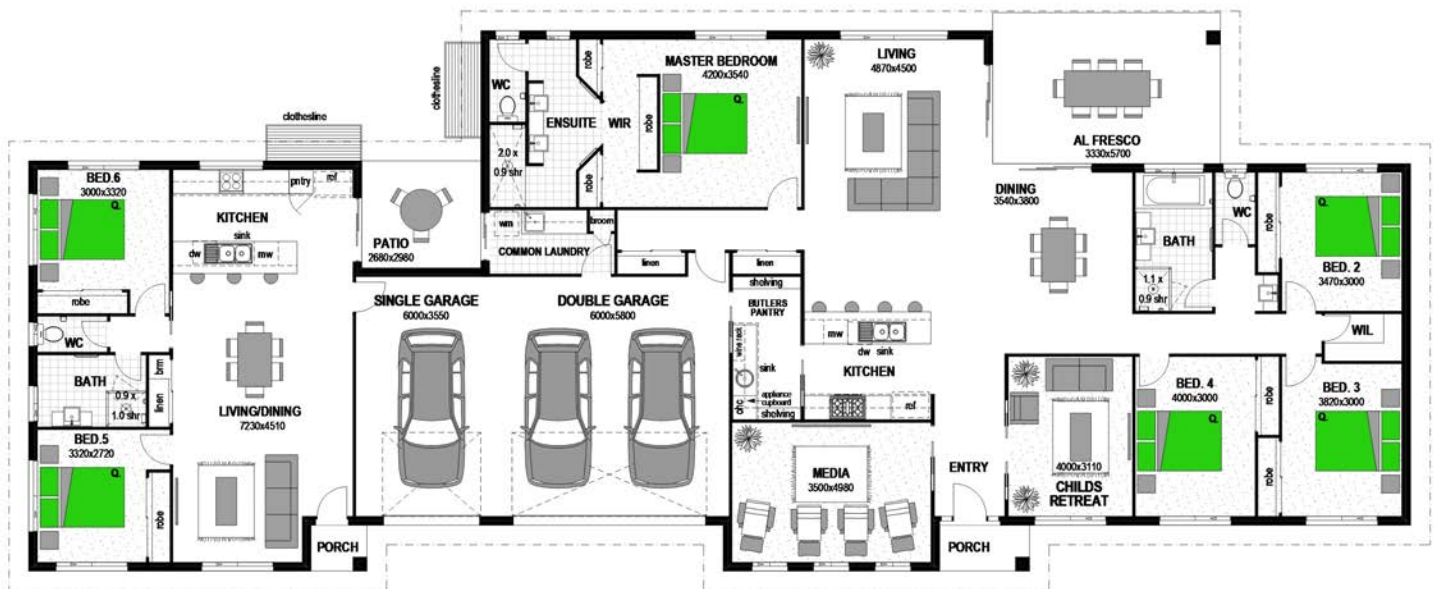 clothesline
BED.6
3000x3320
Q.
robe
WC
BATH
0.9 x
1.0 shr
brm
linen
BED.5
3320x2720
Q.
robe
pntry
ref
KITCHEN
sink
dw
mw
LIVING/DINING
7230x4510
PORCH
PATIO
2680x2980
clothesline
WC
2.0 x
0.9 shr
ENSUITE
robe
WIR
robe
robe
MASTER BEDROOM
4200x3540
Q.
wm
broom
COMMON LAUNDRY
linen
linen
SINGLE GARAGE
6000x3550
DOUBLE GARAGE
6000x5800
shelving
BUTLERS
PANTRY
wine rack
sink
ohc
appliance
cupboard
shelving
mw
dw sink
KITCHEN
ref
LIVING
4870x4500
AL FRESCO
3330x5700
DINING
3540x3800
MEDIA
3500x4980
ENTRY
PORCH
4000x3110
CHILDS
RETREAT
BATH
1.1 x
0.9 shr
WC
robe
Q.
BED. 2
3470x3000
WIL
BED. 4
4000x3000
Q.
robe
robe
BED. 3
3820x3000
Q.